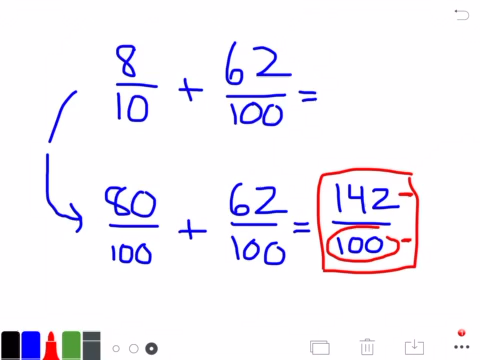 8/10 + 62/100 =
80/100 + 62/100 = 142/100